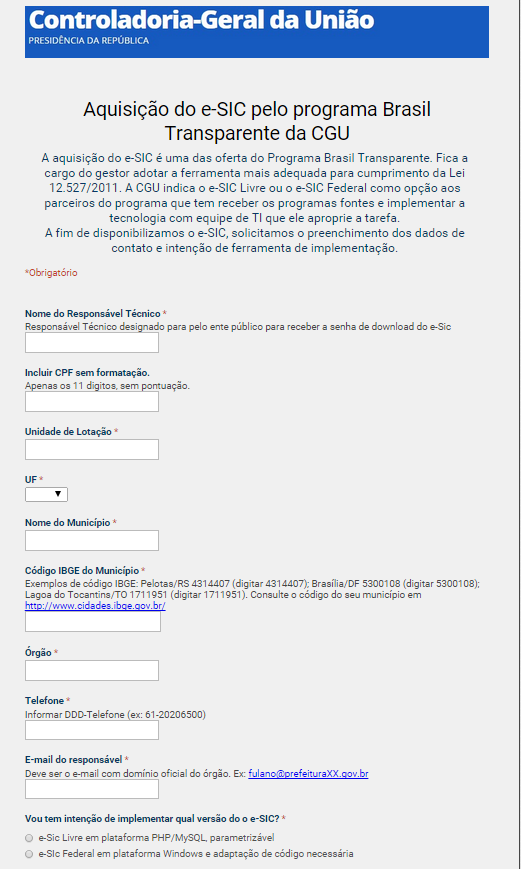 Controladoria-Geral da União
PRESIDÊNCIA DA REPÚBLICA
Aquisição do e-SIC pelo programa Brasil
Transparente da CGU
A aquisição do e-SIC é uma das oferta do Programa Brasil Transparente. Fica a
cargo do gestor adotar a ferramenta mais adequada para cumprimento da Lei
12.527/2011. A CGU indica o e-SIC Livre ou o e-SIC Federal como opção aos
parceiros do programa que tem receber os programas fontes e implementar a
tecnologia com equipe de TI que ele aproprie a tarefa.
A fim de disponibilizamos o e-SIC, solicitamos o preenchimento dos dados de
contato e intenção de ferramenta de implementação.
*Obrigatório
Nome do Responsável Técnico *
Responsável Técnico designado para pelo ente público para receber a senha de download do e-Sic
Incluir CPF sem formatação.
Apenas os 11 digitos, sem pontuação.
Unidade de Lotação *
UF *
Nome do Município *
Código IBGE do Município *
Exemplos de código IBGE: Pelotas/RS 4314407 (digitar 4314407); Brasília/DF 5300108 (digitar 5300108);
Lagoa do Tocantins/TO 1711951 (digitar 1711951). Consulte o código do seu município em
http://www.cidades.ibge.gov.br/
Órgão *
Telefone *
Informar DDD-Telefone (ex: 61-20206500)
E-mail do responsável *
Deve ser o e-mail com domínio oficial do órgão. Ex: fulano@prefeituraXX.gov.br
Vou tem intenção de implementar qual versão do o e-SIC? *
e-Sic Livre em plataforma PHP/MySQL, parametrizável
e-SIc Federal em plataforma Windows e adaptação de código necessária